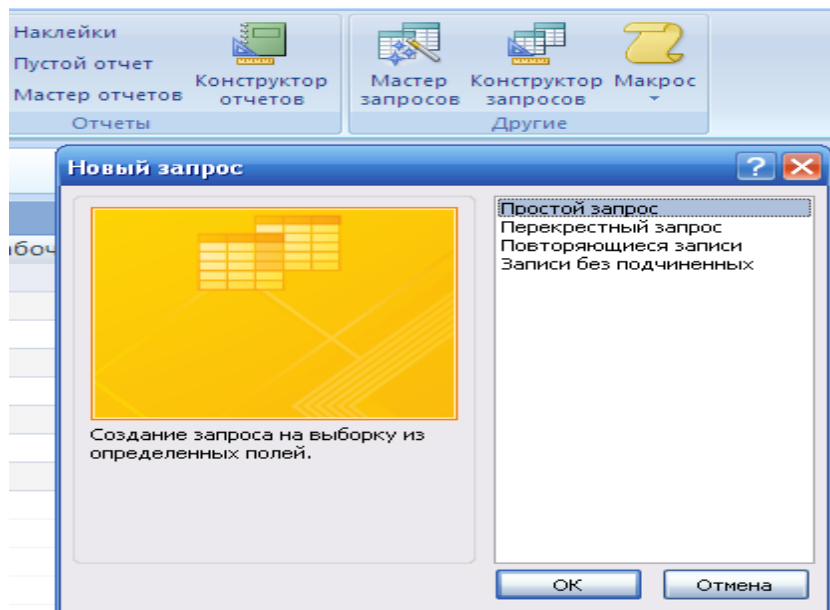 Наклейки
Пустой отчет
Мастер отчетов
Конструктор
отчетов
Отчеты
Мастер
запросов
Конструктор
запросов
Макрос
Другие
Новый запрос
?
Создание запроса на выборку из
определенных полей.
Простой запрос
Перекрестный запрос
Повторяющиеся записи
Записи без подчиненных
ОК
Отмена